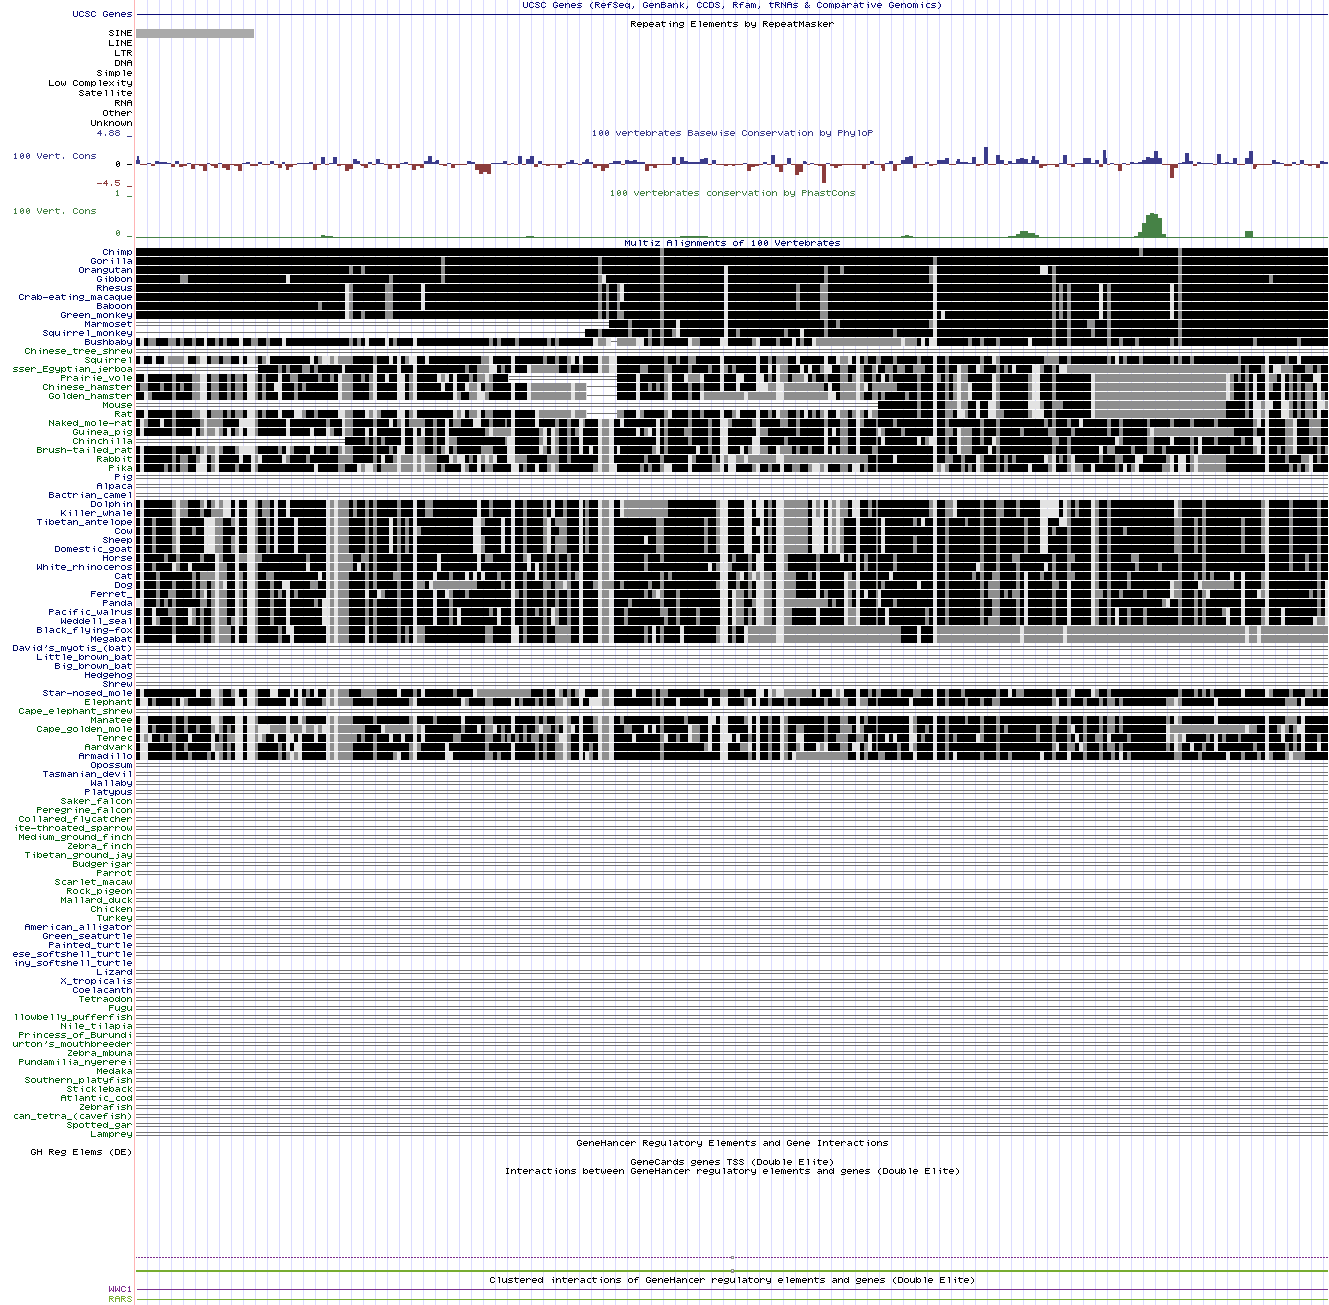 UCSC Genes (RefSeq, GenBank, CCDS, Rfam, tRNAs & Comparative Genomics)
UCSC Genes
Repeating Elements by RepeatMasker
SINE
LINE
LTR
DNA
Simple
Low Complexity
Satellite
RNA
Other
Unknown
4.88 _
100 vertebrates Basewise Conservation by PhyloP
100 Vert. Cons
0 _
-4.5 _
1 _
100 vertebrates conservation by PhastCons
100 Vert. Cons
0 _
Multiz Alignments of 100 Vertebrates
Chimp
Gorilla
Orangutan
Gibbon
Rhesus
Crab-eating_macaque
Baboon
Green_monkey
Marmoset
Squirrel_monkey
Bushbaby
Chinese_tree_shrew
Squirrel
sser_Egyptian_jerboa
Prairie_vole
Chinese_hamster
Golden_hamster
Mouse
Rat
Naked_mole-rat
Guinea_pig
Chinchilla
Brush-tailed_rat
Rabbit
Pika
Pig
Alpaca
Bactrian_camel
Dolphin
Killer_whale
Tibetan_antelope
Cow
Sheep
Domestic_goat
Horse
White_rhinoceros
Cat
Dog
Ferret_
Panda
Pacific_walrus
Weddell_seal
Black_flying-fox
Megabat
David's_myotis_(bat)
Little_brown_bat
Big_brown_bat
Hedgehog
Shrew
Star-nosed_mole
Elephant
Cape_elephant_shrew
Manatee
Cape_golden_mole
Tenrec
Aardvark
Armadillo
Opossum
Tasmanian_devil
Wallaby
Platypus
Saker_falcon
Peregrine_falcon
Collared_flycatcher
ite-throated_sparrow
Medium_ground_finch
Zebra_finch
Tibetan_ground_jay
Budgerigar
Parrot
Scarlet_macaw
Rock_pigeon
Mallard_duck
Chicken
Turkey
American_alligator
Green_seaturtle
Painted_turtle
ese_softshell_turtle
iny_softshell_turtle
Lizard
X_tropicalis
Coelacanth
Tetraodon
Fugu
llowbelly_pufferfish
Nile_tilapia
Princess_of_Burundi
urton's_mouthbreeder
Zebra_mbuna
Pundamilia_nyererei
Medaka
Southern_platyfish
Stickleback
Atlantic_cod
Zebrafish
can_tetra_(cavefish)
Spotted_gar
Lamprey
GeneHancer Regulatory Elements and Gene Interactions
GH Reg Elems (DE)
GeneCards genes TSS (Double Elite)
Interactions between GeneHancer regulatory elements and genes (Double Elite)
Clustered interactions of GeneHancer regulatory elements and genes (Double Elite)
WWC1
RARS